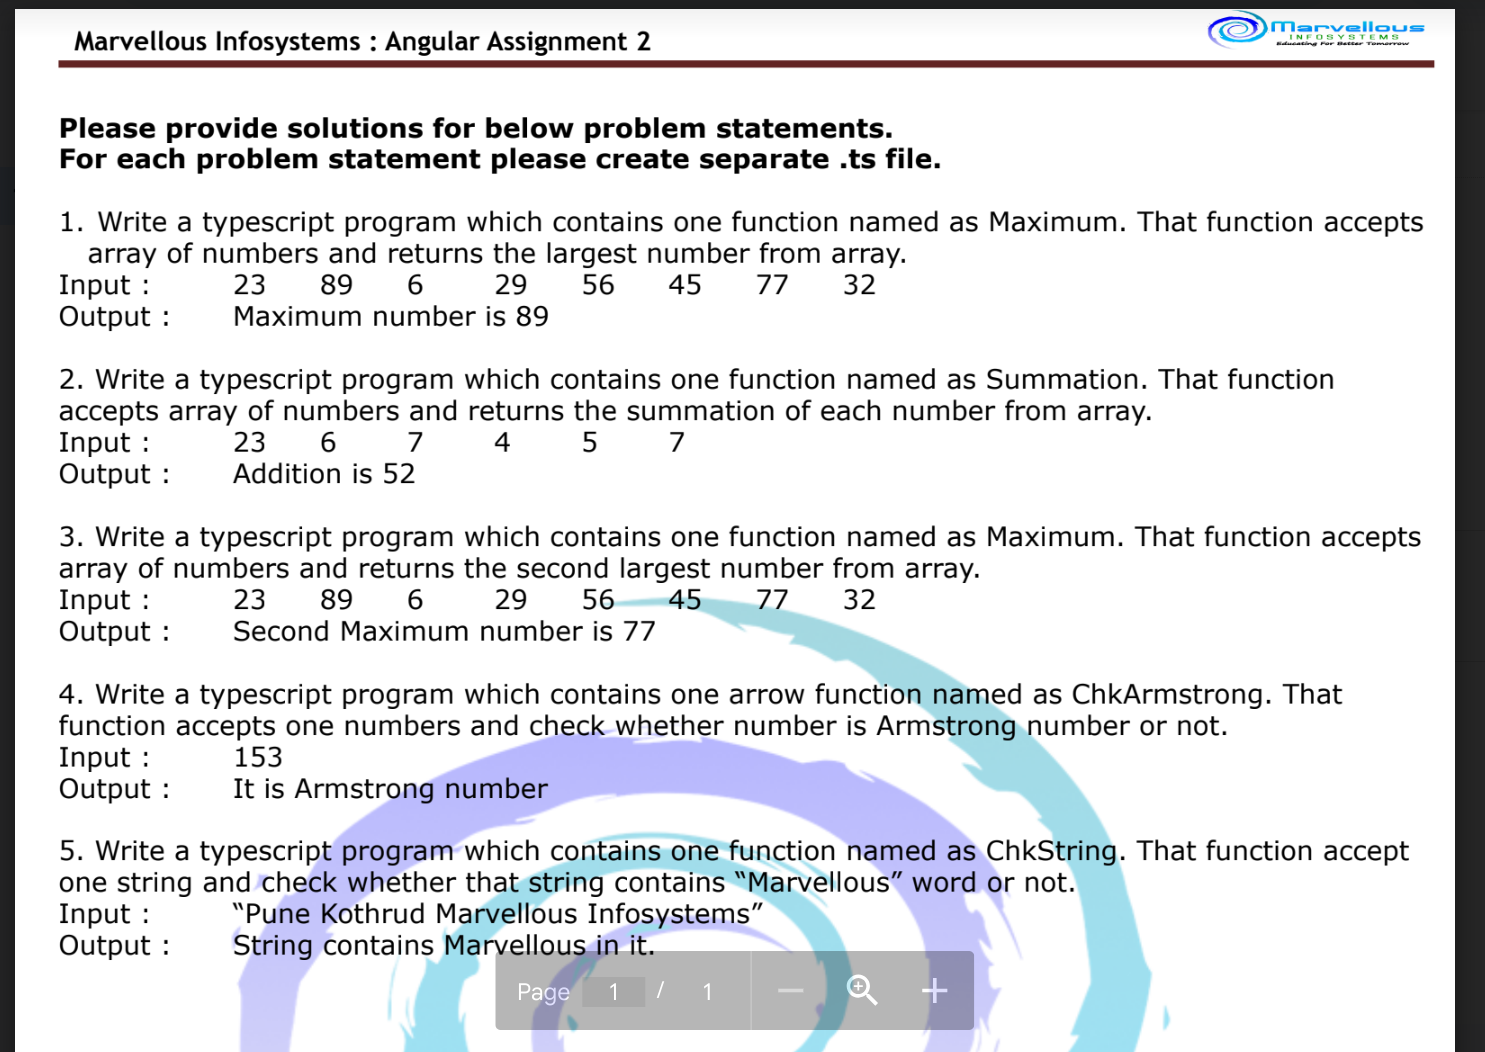 Marvellous Infosystems : Angular Assignment 2
Marvellous
INFOSYSTEMS
Educating For Better Tomorrow
Please provide solutions for below problem statements.
For each problem statement please create separate .ts file.
1. Write a typescript program which contains one function named as Maximum. That function accepts
array of numbers and returns the largest number from array.
Input : 23 89 6 29 56 45 77 32
Output : Maximum number is 89
2. Write a typescript program which contains one function named as Summation. That function
accepts array of numbers and returns the summation of each number from array.
Input : 23 6 7 4 5 7
Output : Addition is 52
3. Write a typescript program which contains one function named as Maximum. That function accepts
array of numbers and returns the second largest number from array.
Input : 23 89 6 29 56 45 77 32
Output : Second Maximum number is 77
4. Write a typescript program which contains one arrow function named as ChkArmstrong. That
function accepts one numbers and check whether number is Armstrong number or not.
Input : 153
Output : It is Armstrong number
5. Write a typescript program which contains one function named as ChkString. That function accept
one string and check whether that string contains “Marvellous” word or not.
Input : “Pune Kothrud Marvellous Infosystems”
Output : String contains Marvellous in it.
Page 1 / 1